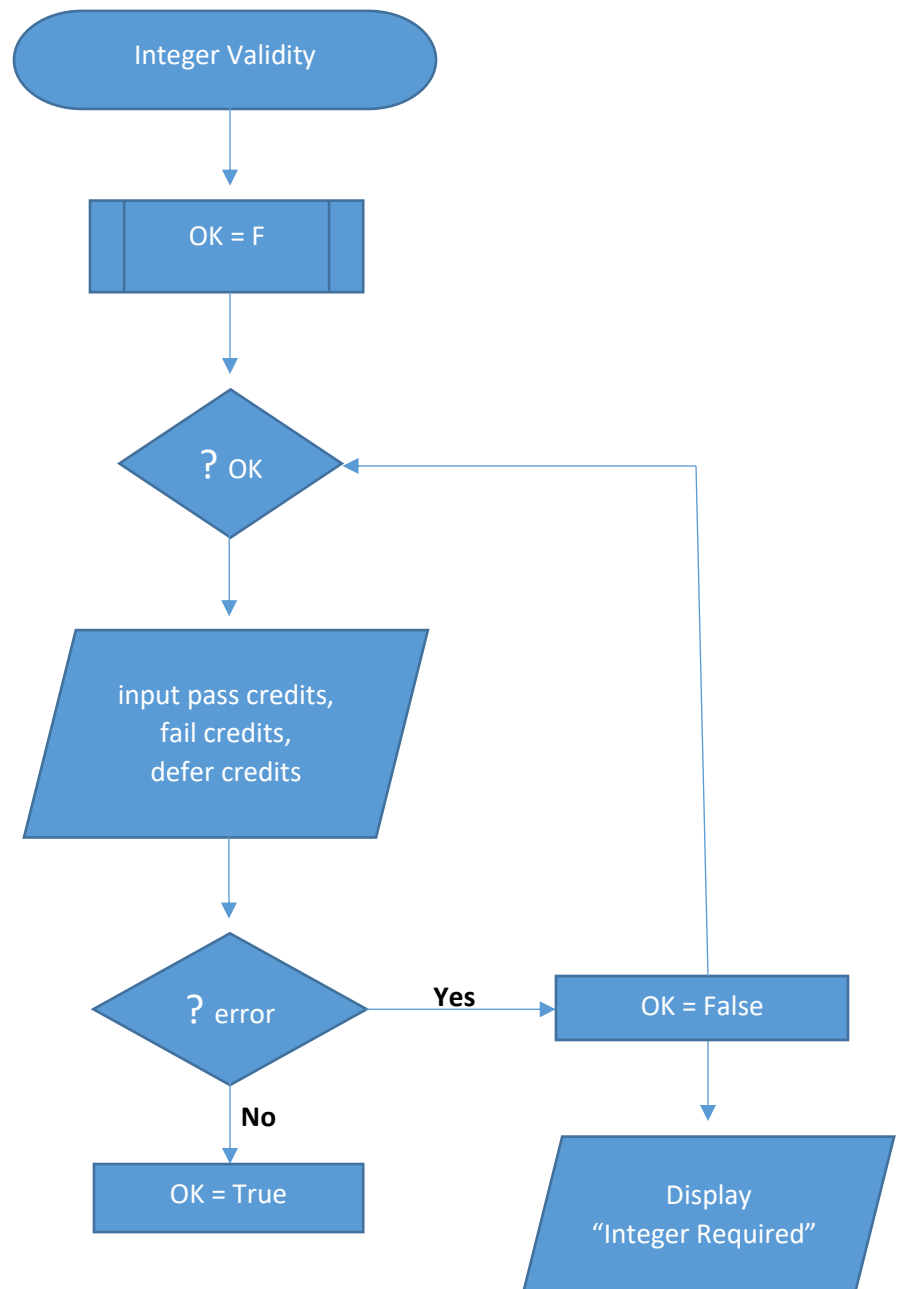 Integer Validity
OK = F
? OK
input pass credits,
fail credits,
defer credits
? error
Yes
OK = False
No
OK = True
Display
“Integer Required”